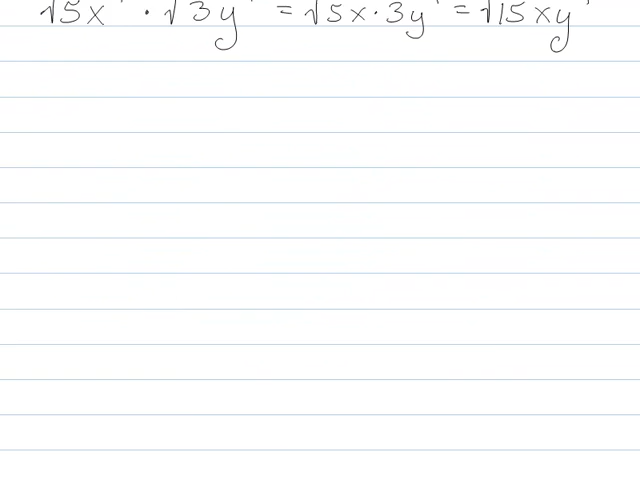 √5x · √3y = √5x·3y = √15xy